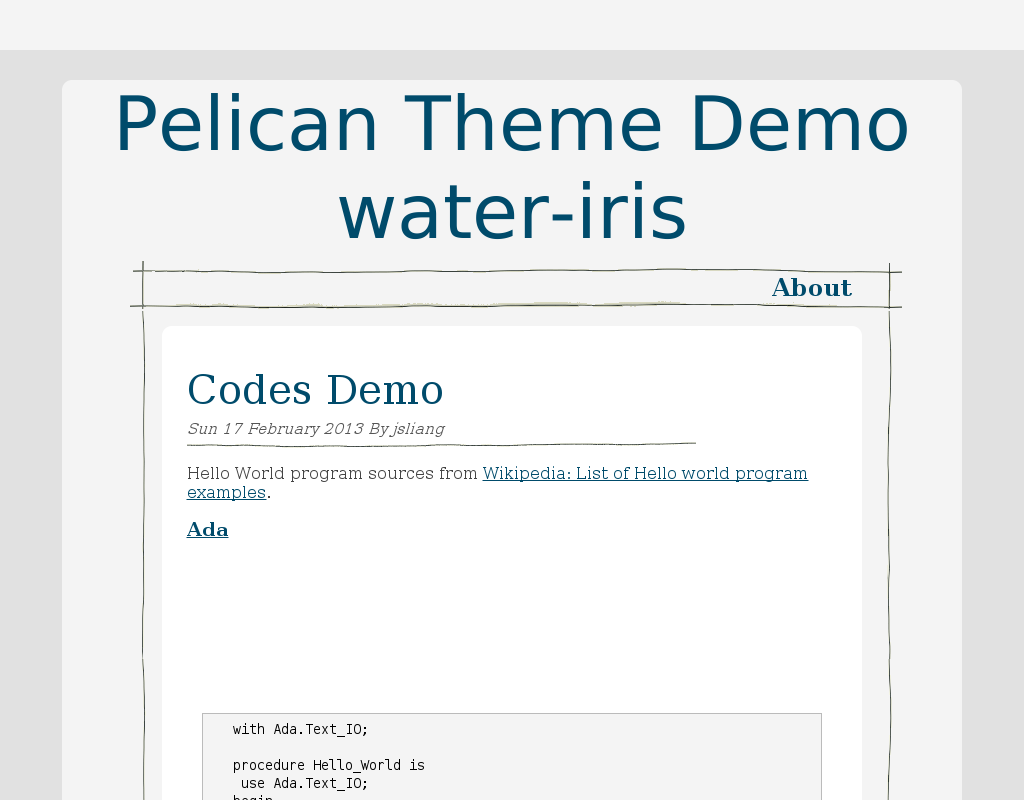 Pelican Theme Demo
water-iris
About
Codes Demo
Sun 17 February 2013 By jsliang
Hello World program sources from Wikipedia: List of Hello world program
examples.
Ada
with Ada.Text_IO;
procedure Hello_World is
use Ada.Text_IO;
begin